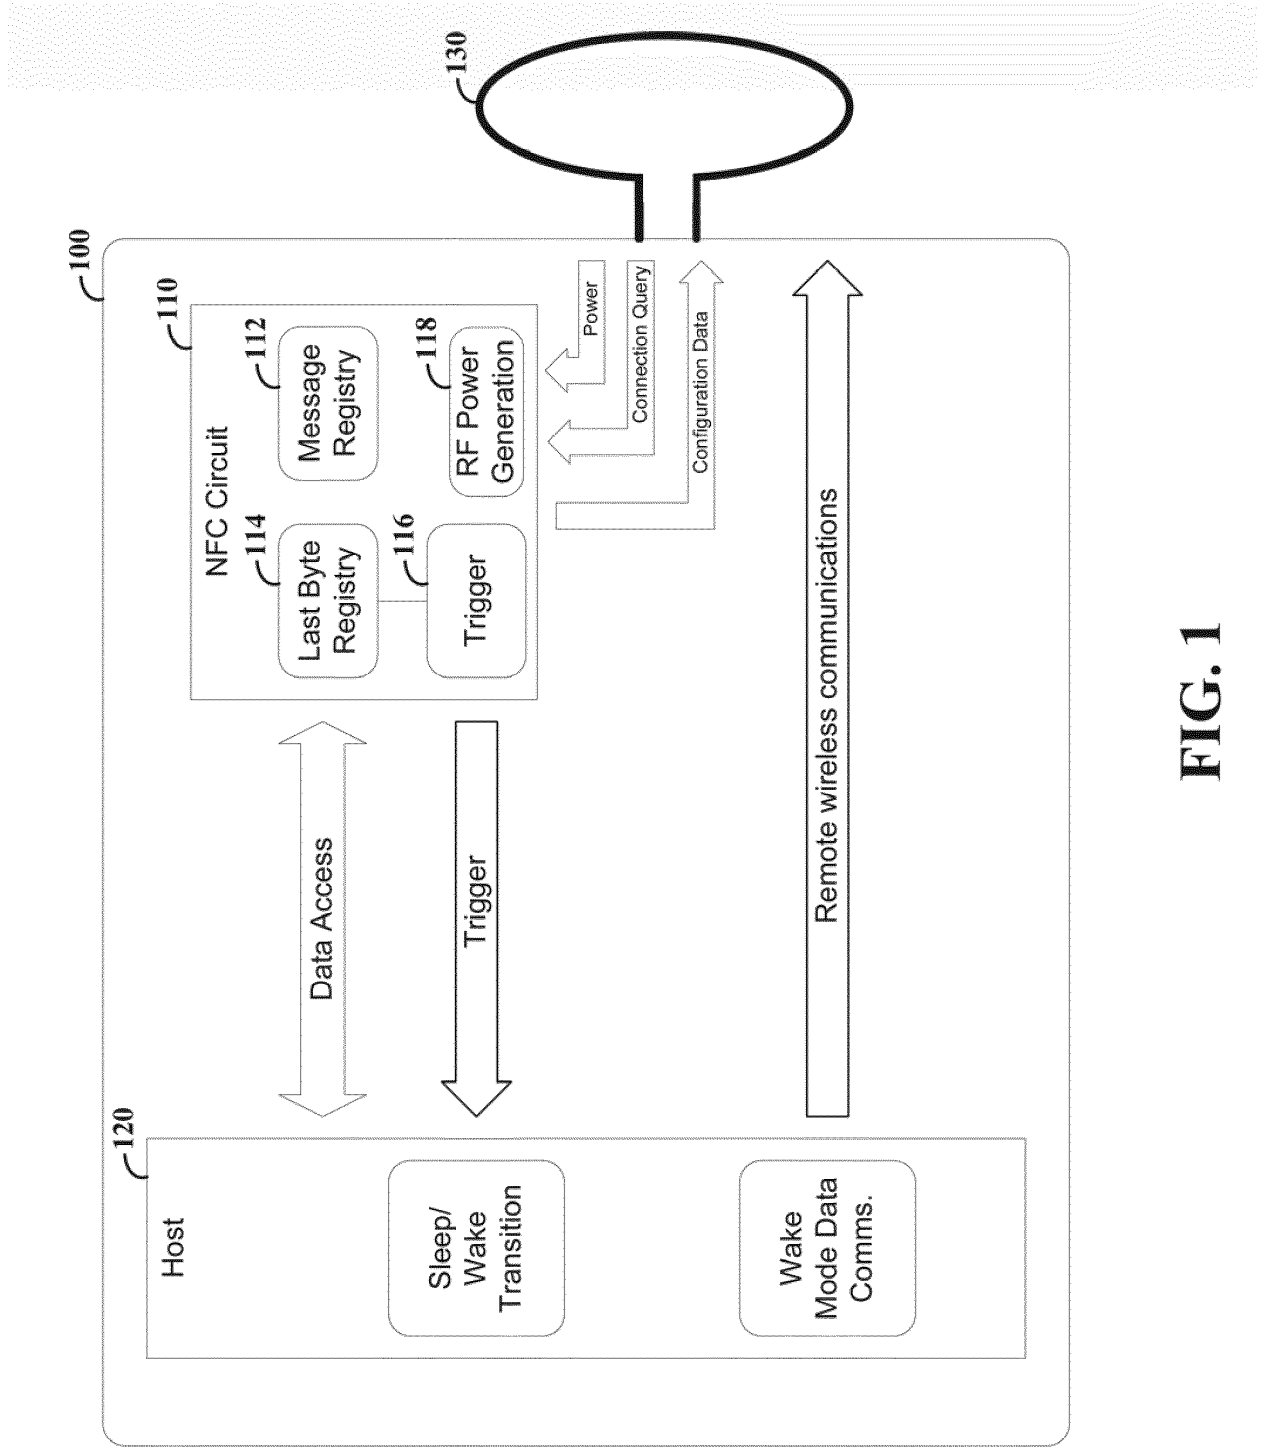 100
110
NFC Circuit
114
Last Byte
Registry
112
Message
Registry
116
Trigger
118
RF Power
Generation
120
Host
Sleep/
Wake
Transition
Wake
Mode Data
Comms.
Data Access
Trigger
Power
Connection Query
Configuration Data
Remote wireless communications
130
FIG. 1